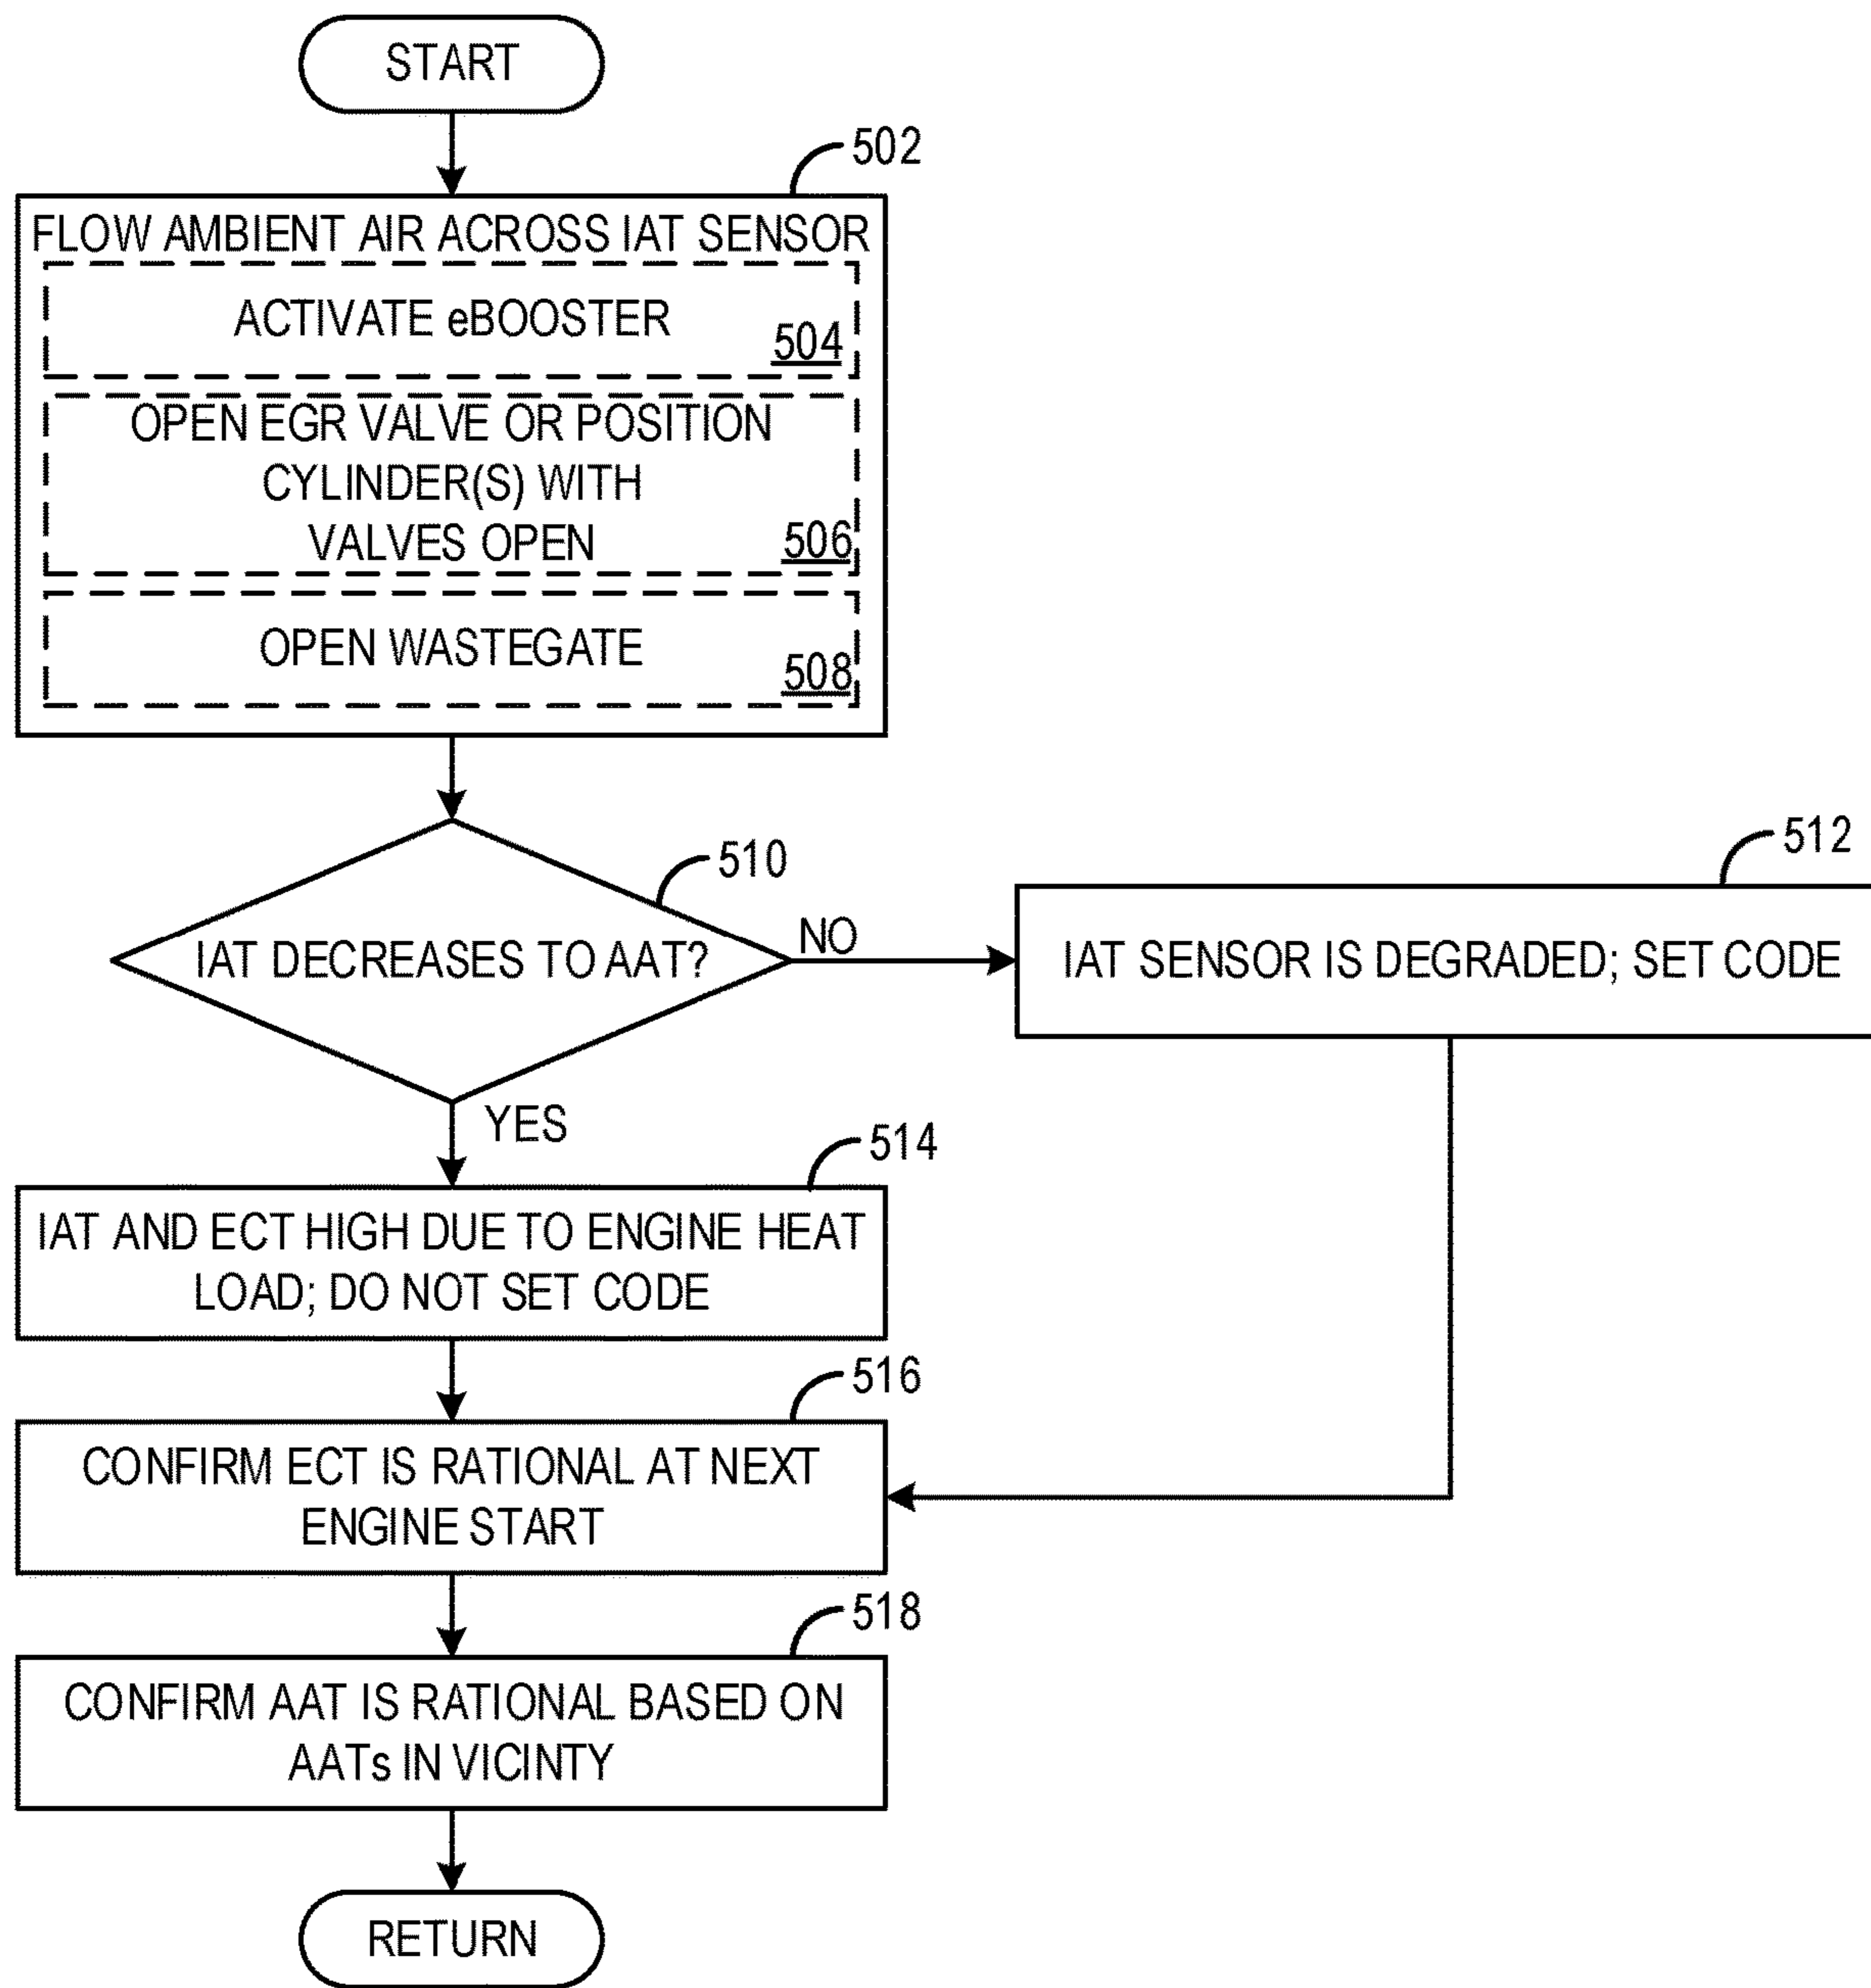 START
502
FLOW AMBIENT AIR ACROSS IAT SENSOR
ACTIVATE eBOOSTER
504
OPEN EGR VALVE OR POSITION
CYLINDER(S) WITH
VALVES OPEN
506
OPEN WASTEGATE
508
510
IAT DECREASES TO AAT?
NO
512
IAT SENSOR IS DEGRADED; SET CODE
YES
514
IAT AND ECT HIGH DUE TO ENGINE HEAT
LOAD; DO NOT SET CODE
516
CONFIRM ECT IS RATIONAL AT NEXT
ENGINE START
518
CONFIRM AAT IS RATIONAL BASED ON
AATs IN VICINTY
RETURN